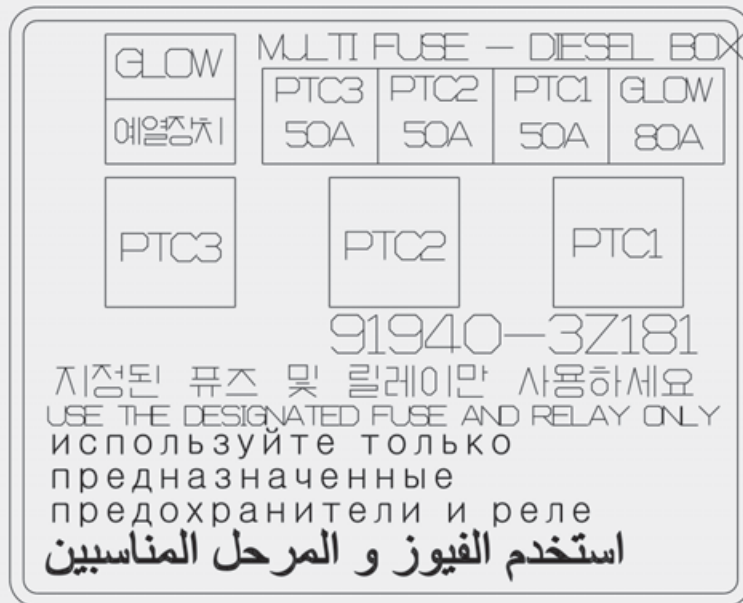 GLOW
예열장치
MULTI FUSE — DIESEL BOX
PTC3 PTC2 PTC1 GLOW
50A 50A 50A 80A
PTC3 PTC2 PTC1
91940-3Z181
지정된 퓨즈 및 릴레이만 사용하세요
USE THE DESIGNATED FUSE AND RELAY ONLY
используйте только
предназначенные
предохранители и реле
استخدم الفيوز و المرحل المناسبين